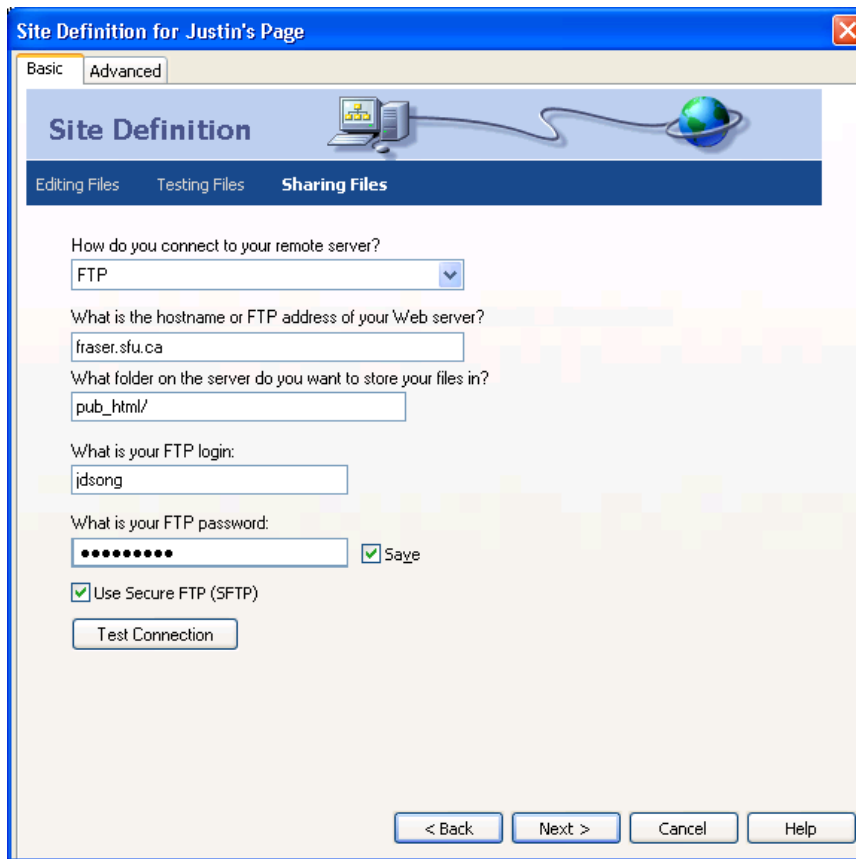 Site Definition for Justin's Page
Basic Advanced
Site Definition
Editing Files Testing Files Sharing Files
How do you connect to your remote server?
FTP
What is the hostname or FTP address of your Web server?
fraser.sfu.ca
What folder on the server do you want to store your files in?
pub_html/
What is your FTP login:
jdsong
What is your FTP password:
●●●●●●●●● Save
Use Secure FTP (SFTP)
Test Connection
< Back Next > Cancel Help